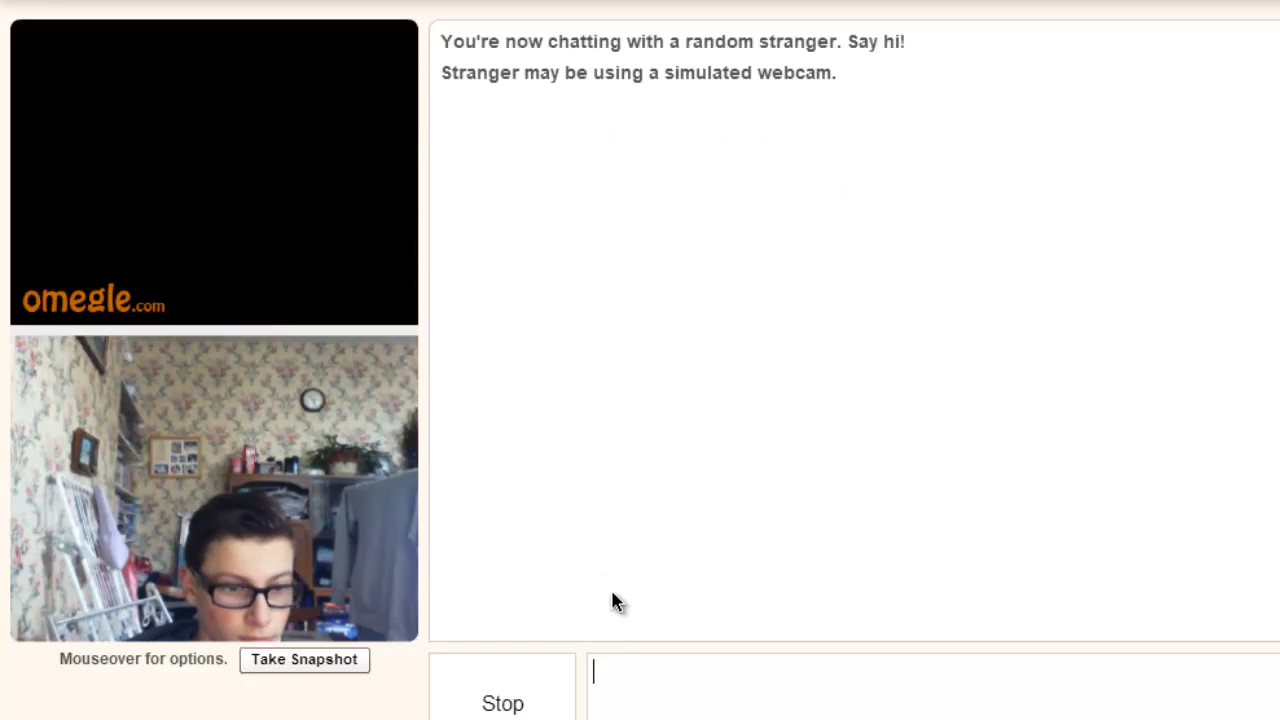 You're now chatting with a random stranger. Say hi!
Stranger may be using a simulated webcam.
omegle.com
Mouseover for options.
Take Snapshot
Stop